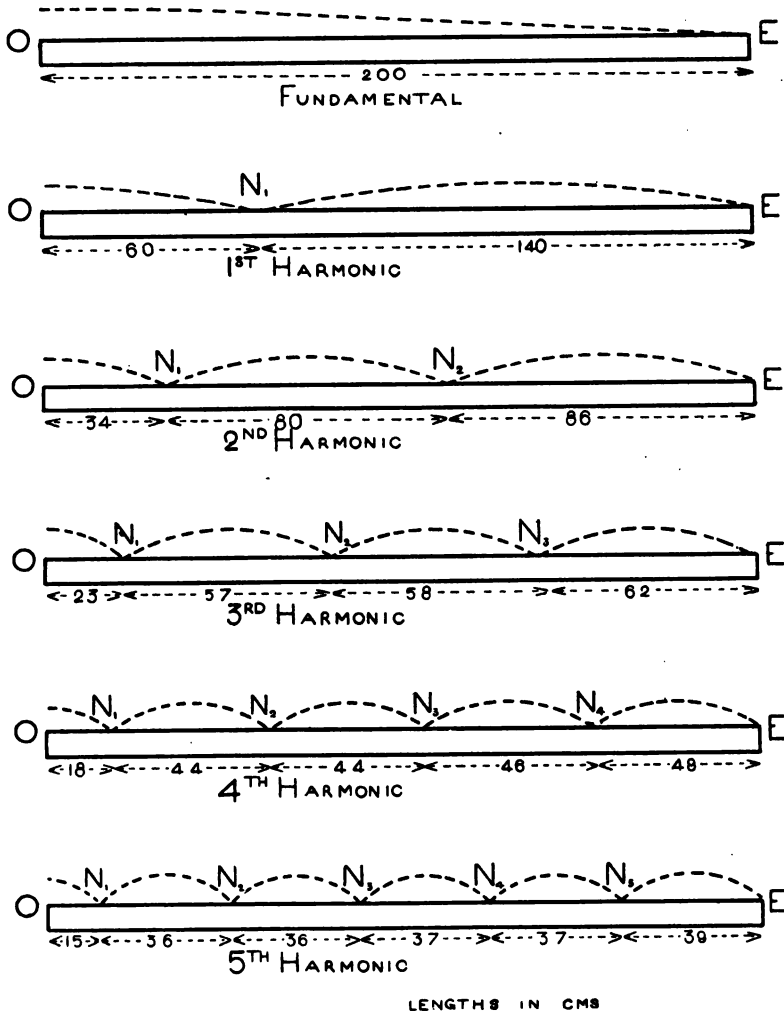 O E
200
FUNDAMENTAL
N₁
O E
60 140
1ST HARMONIC
N₁ N₂
O E
34 80 86
2ND HARMONIC
N₁ N₂ N₃
O E
23 57 58 62
3RD HARMONIC
N₁ N₂ N₃ N₄
O E
18 44 44 46 48
4TH HARMONIC
N₁ N₂ N₃ N₄ N₅
O E
15 36 36 37 37 39
5TH HARMONIC
LENGTHS IN CMS